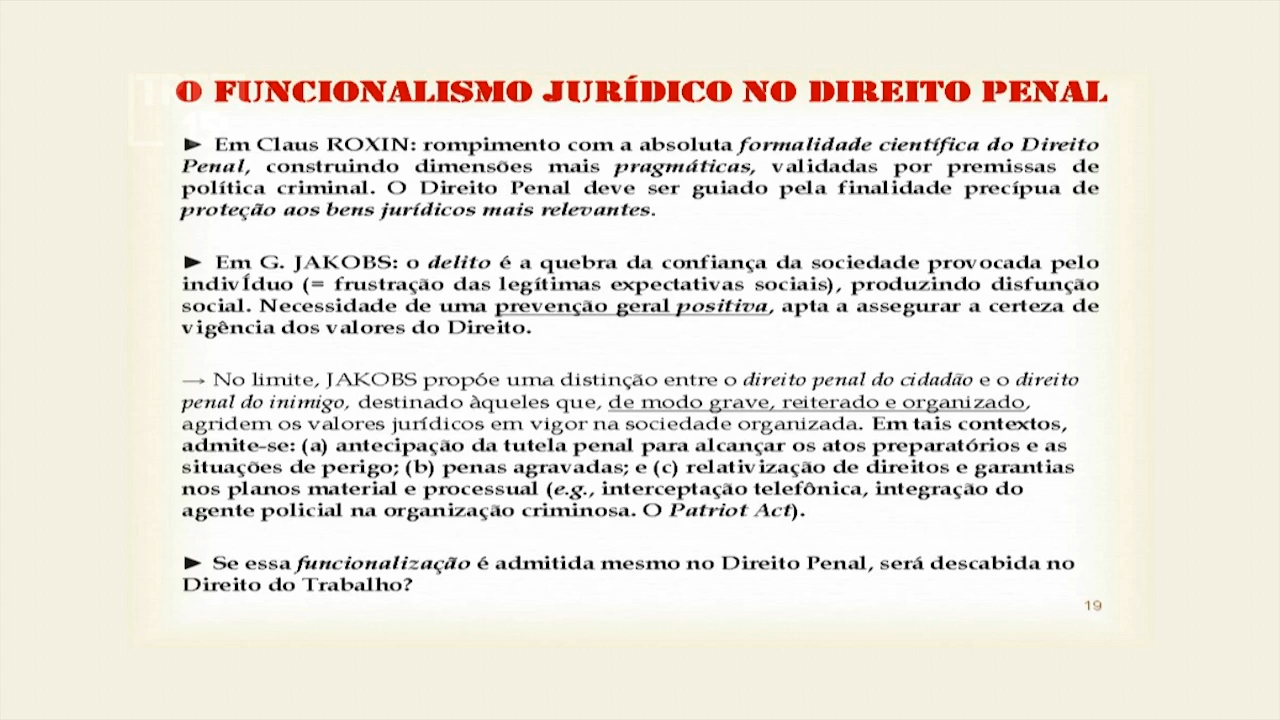 O FUNCIONALISMO JURÍDICO NO DIREITO PENAL
► Em Claus ROXIN: rompimento com a absoluta formalidade científica do Direito
Penal, construindo dimensões mais pragmáticas, validadas por premissas de
política criminal. O Direito Penal deve ser guiado pela finalidade precípua de
proteção aos bens jurídicos mais relevantes.
► Em G. JAKOBS: o delito é a quebra da confiança da sociedade provocada pelo
indivÍduo (= frustração das legítimas expectativas sociais), produzindo disfunção
social. Necessidade de uma prevenção geral positiva, apta a assegurar a certeza de
vigência dos valores do Direito.
→ No limite, JAKOBS propõe uma distinção entre o direito penal do cidadão e o direito
penal do inimigo, destinado àqueles que, de modo grave, reiterado e organizado,
agridem os valores jurídicos em vigor na sociedade organizada. Em tais contextos,
admite-se: (a) antecipação da tutela penal para alcançar os atos preparatórios e as
situações de perigo; (b) penas agravadas; e (c) relativização de direitos e garantias
nos planos material e processual (e.g., interceptação telefônica, integração do
agente policial na organização criminosa. O Patriot Act).
► Se essa funcionalização é admitida mesmo no Direito Penal, será descabida no
Direito do Trabalho?
19